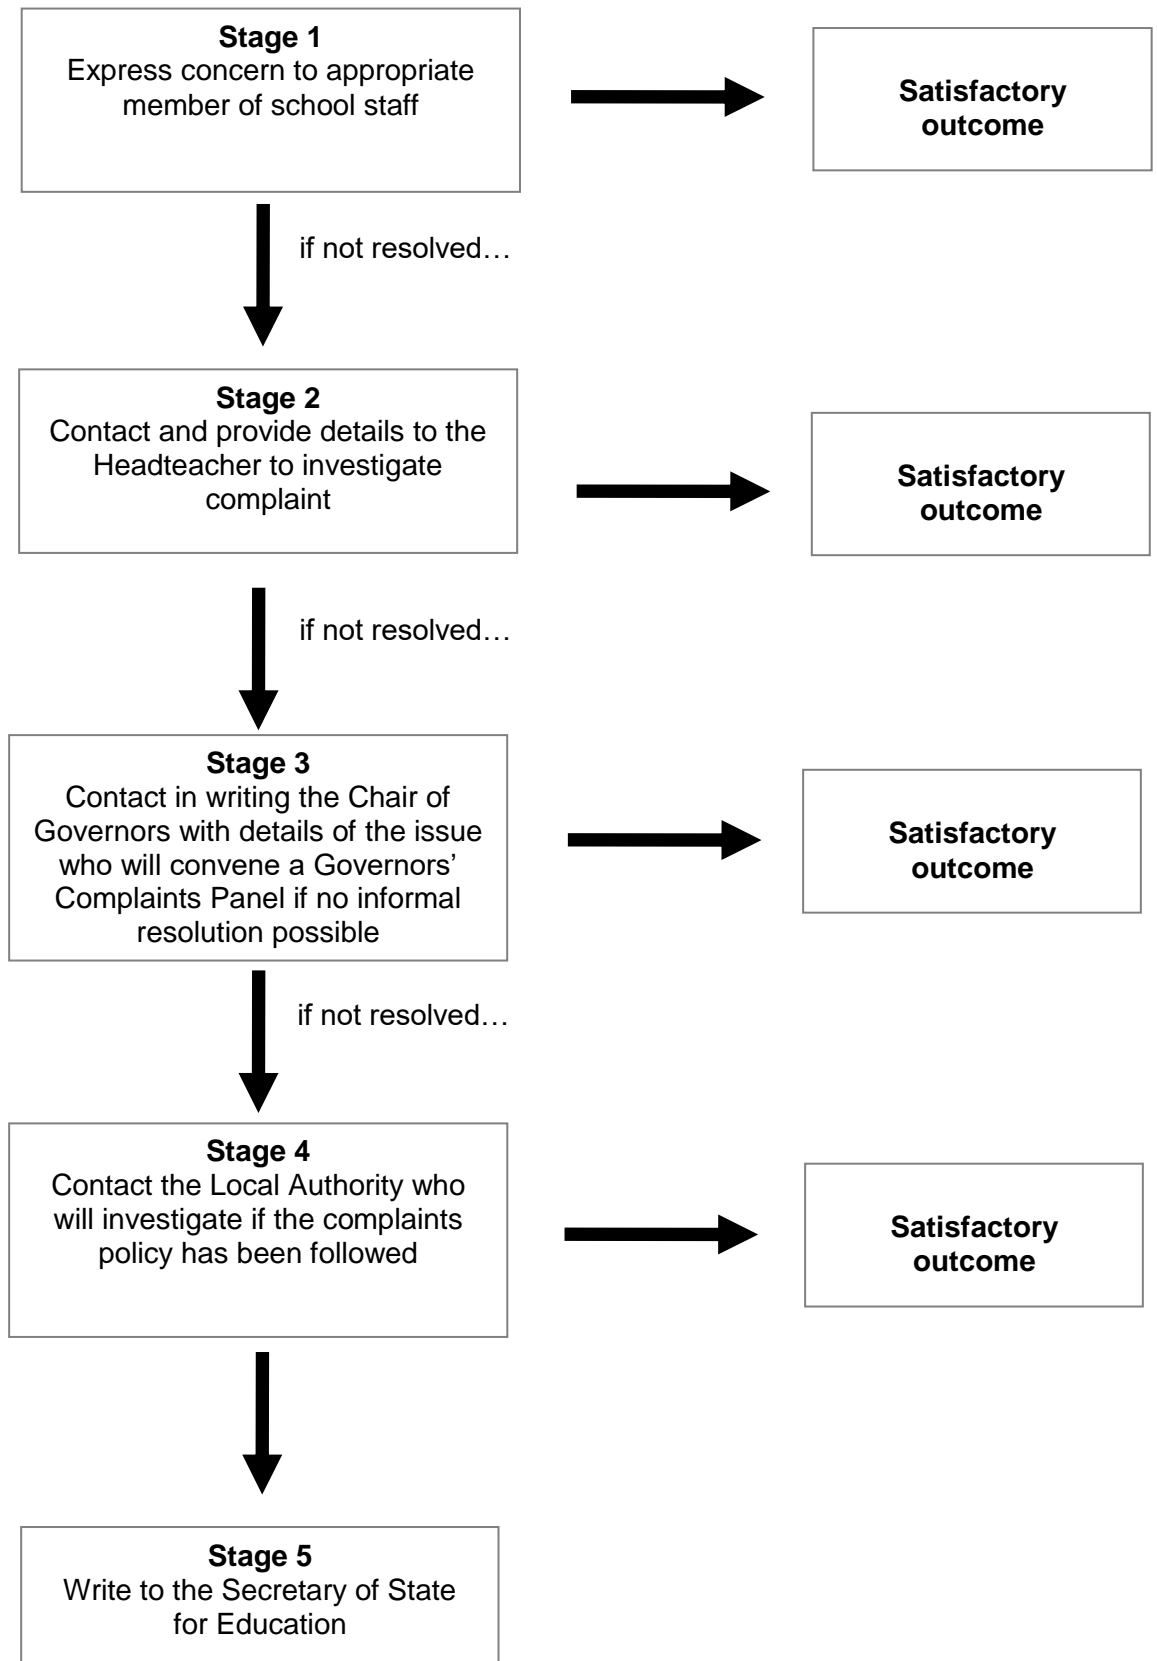 Stage 1
Express concern to appropriate
member of school staff
Satisfactory
outcome
if not resolved…
Stage 2
Contact and provide details to the
Headteacher to investigate
complaint
Satisfactory
outcome
if not resolved…
Stage 3
Contact in writing the Chair of
Governors with details of the issue
who will convene a Governors’
Complaints Panel if no informal
resolution possible
Satisfactory
outcome
if not resolved…
Stage 4
Contact the Local Authority who
will investigate if the complaints
policy has been followed
Satisfactory
outcome
Stage 5
Write to the Secretary of State
for Education